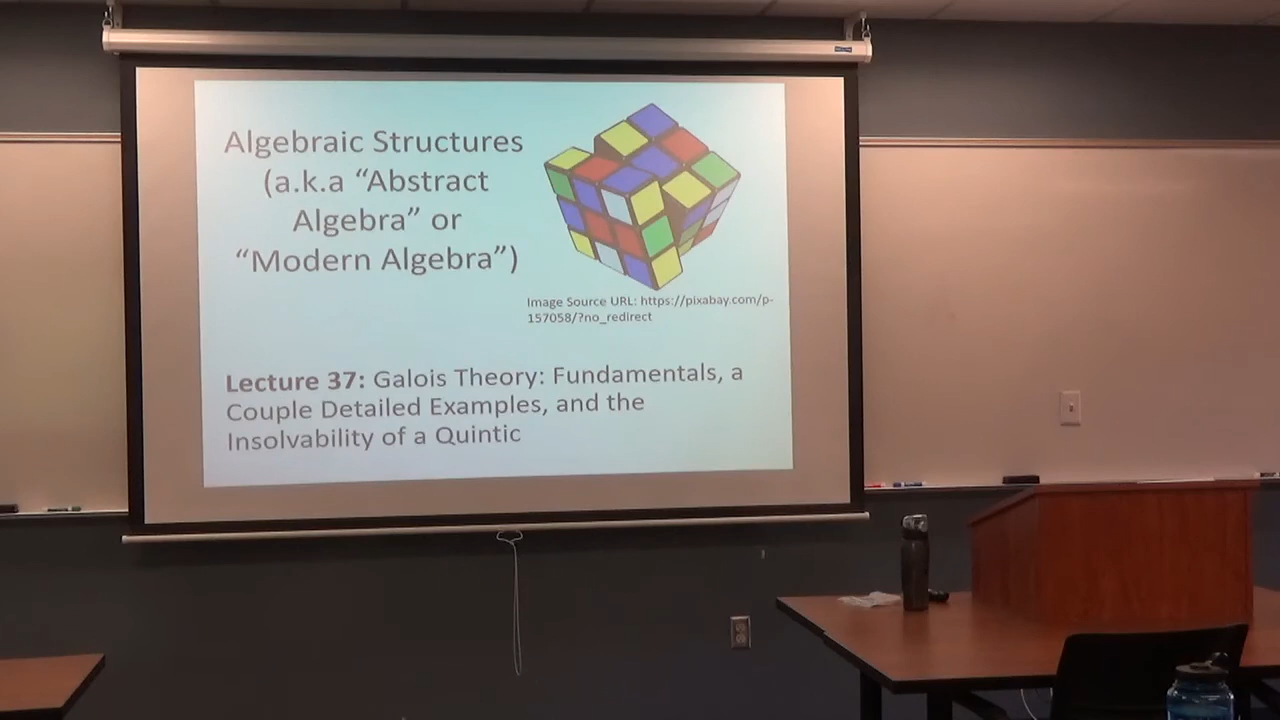 Algebraic Structures
(a.k.a “Abstract
Algebra” or
“Modern Algebra”)
Image Source URL: https://pixabay.com/p-
157058/?no_redirect
Lecture 37: Galois Theory: Fundamentals, a
Couple Detailed Examples, and the
Insolvability of a Quintic